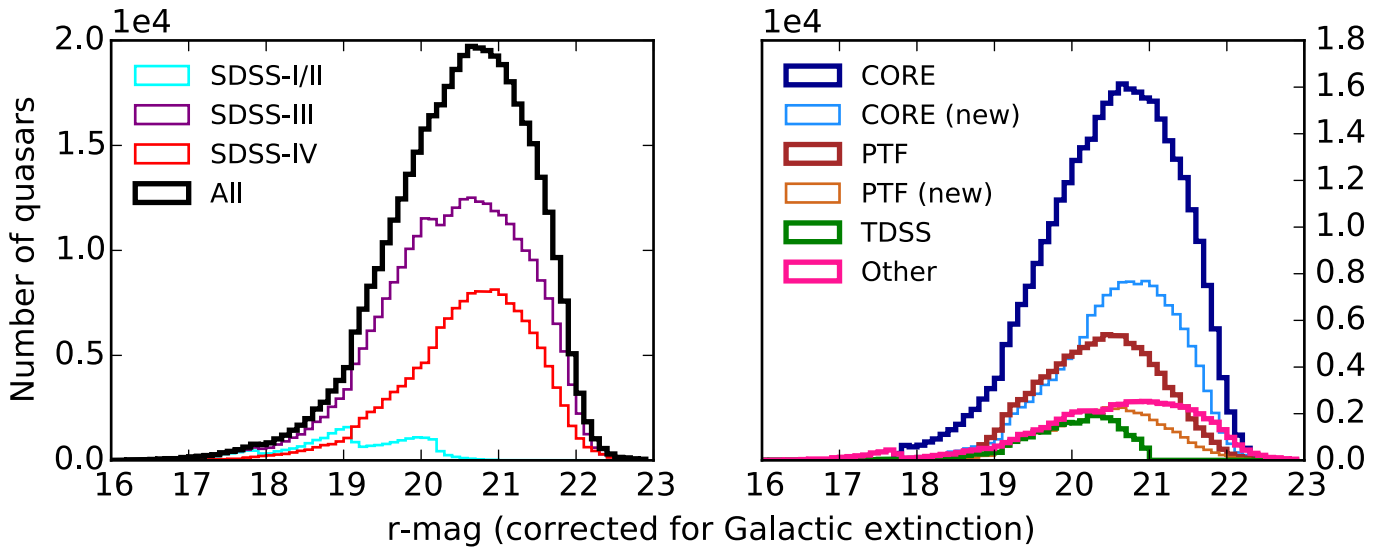 1e4
2.0
1.5
1.0
0.5
0.0
Number of quasars
SDSS-I/II
SDSS-III
SDSS-IV
All
16 17 18 19 20 21 22 23
1e4
CORE
CORE (new)
PTF
PTF (new)
TDSS
Other
1.8
1.6
1.4
1.2
1.0
0.8
0.6
0.4
0.2
0.0
16 17 18 19 20 21 22 23
r-mag (corrected for Galactic extinction)